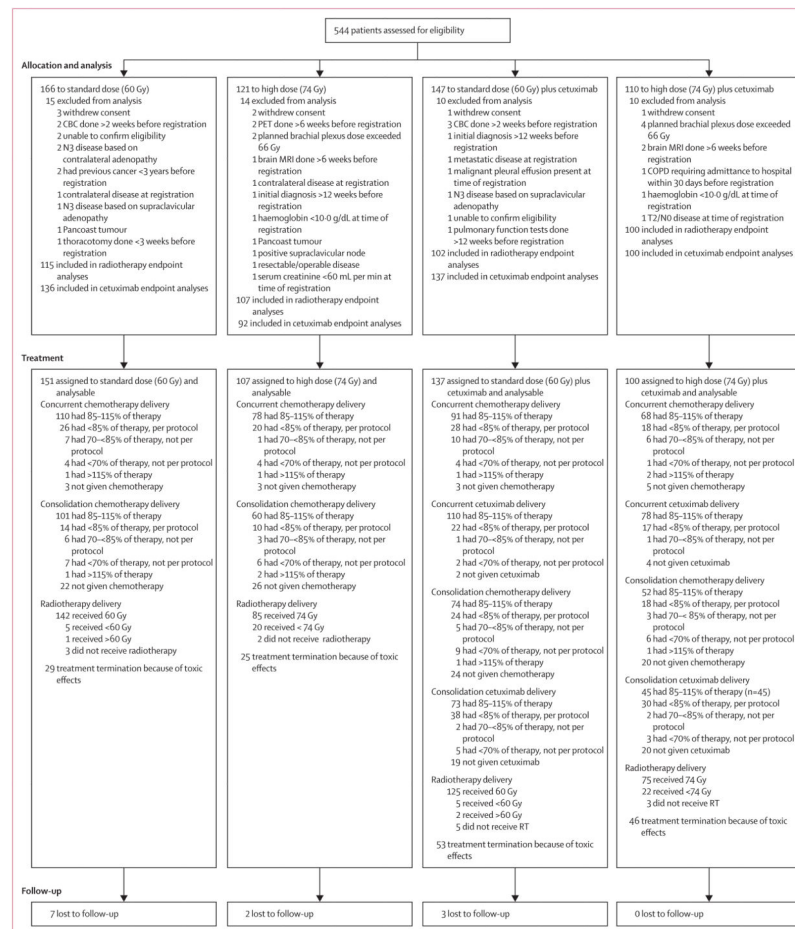 544 patients assessed for eligibility
Allocation and analysis
166 to standard dose (60 Gy)
15 excluded from analysis
3 withdrew consent
2 CBC done >2 weeks before registration
2 unable to confirm eligibility
2 N3 disease based on
contralateral adenopathy
2 had previous cancer <3 years before
registration
1 contralateral disease at registration
1 N3 disease based on supraclavicular
adenopathy
1 Pancoast tumour
1 thoracotomy done <3 weeks before
registration
115 included in radiotherapy endpoint
analyses
136 included in cetuximab endpoint analyses
121 to high dose (74 Gy)
14 excluded from analysis
2 withdrew consent
2 PET done >6 weeks before registration
2 planned brachial plexus dose exceeded
66 Gy
1 brain MRI done >6 weeks before
registration
1 contralateral disease at registration
1 initial diagnosis >12 weeks before
registration
1 haemoglobin <10·0 g/dL at time of
registration
1 Pancoast tumour
1 positive supraclavicular node
1 resectable/operable disease
1 serum creatinine <60 mL per min at
time of registration
107 included in radiotherapy endpoint
analyses
92 included in cetuximab endpoint analyses
147 to standard dose (60 Gy) plus cetuximab
10 excluded from analysis
1 withdrew consent
3 CBC done >2 weeks before registration
1 initial diagnosis >12 weeks before
registration
1 metastatic disease at registration
1 malignant pleural effusion present at
time of registration
1 N3 disease based on supraclavicular
adenopathy
1 unable to confirm eligibility
1 pulmonary function tests done
>12 weeks before registration
102 included in radiotherapy endpoint
analyses
137 included in cetuximab endpoint analyses
110 to high dose (74 Gy) plus cetuximab
10 excluded from analysis
1 withdrew consent
4 planned brachial plexus dose exceeded
66 Gy
2 brain MRI done >6 weeks before
registration
1 COPD requiring admittance to hospital
within 30 days before registration
1 haemoglobin <10·0 g/dL at time of
registration
1 T2/N0 disease at time of registration
100 included in radiotherapy endpoint
analyses
100 included in cetuximab endpoint analyses
Treatment
151 assigned to standard dose (60 Gy) and
analysable
Concurrent chemotherapy delivery
110 had 85–115% of therapy
26 had <85% of therapy, per protocol
7 had 70–<85% of therapy, not per
protocol
4 had <70% of therapy, not per protocol
1 had >115% of therapy
3 not given chemotherapy
Consolidation chemotherapy delivery
101 had 85–115% of therapy
14 had <85% of therapy, per protocol
6 had 70–<85% of therapy, not per
protocol
7 had <70% of therapy, not per protocol
1 had >115% of therapy
22 not given chemotherapy
Radiotherapy delivery
142 received 60 Gy
5 received <60 Gy
1 received >60 Gy
3 did not receive radiotherapy
29 treatment termination because of toxic
effects
107 assigned to high dose (74 Gy) and
analysable
Concurrent chemotherapy delivery
78 had 85–115% of therapy
20 had <85% of therapy, per protocol
1 had 70–<85% of therapy, not per
protocol
4 had <70% of therapy, not per protocol
1 had >115% of therapy
3 not given chemotherapy
Consolidation chemotherapy delivery
60 had 85–115% of therapy
10 had <85% of therapy, per protocol
3 had 70–<85% of therapy, not per
protocol
6 had <70% of therapy, not per protocol
2 had >115% of therapy
26 not given chemotherapy
Radiotherapy delivery
85 received 74 Gy
20 received < 74 Gy
2 did not receive radiotherapy
25 treatment termination because of toxic
effects
137 assigned to standard dose (60 Gy) plus
cetuximab and analysable
Concurrent chemotherapy delivery
91 had 85–115% of therapy
28 had <85% of therapy, per protocol
10 had 70–<85% of therapy, not per
protocol
4 had <70% of therapy, not per protocol
1 had >115% of therapy
3 not given chemotherapy
Concurrent cetuximab delivery
110 had 85–115% of therapy
22 had <85% of therapy, per protocol
1 had 70–<85% of therapy, not per
protocol
2 had <70% of therapy, not per protocol
2 not given cetuximab
Consolidation chemotherapy delivery
74 had 85–115% of therapy
24 had <85% of therapy, per protocol
5 had 70–<85% of therapy, not per
protocol
9 had <70% of therapy, not per protocol
1 had >115% of therapy
24 not given chemotherapy
Consolidation cetuximab delivery
73 had 85–115% of therapy
38 had <85% of therapy, per protocol
2 had 70–<85% of therapy, not per
protocol
5 had <70% of therapy, not per protocol
19 not given cetuximab
Radiotherapy delivery
125 received 60 Gy
5 received <60 Gy
2 received >60 Gy
5 did not receive RT
53 treatment termination because of toxic
effects
100 assigned to high dose (74 Gy) plus
cetuximab and analysable
Concurrent chemotherapy delivery
68 had 85–115% of therapy
18 had <85% of therapy, per protocol
6 had 70–<85% of therapy, not per
protocol
1 had <70% of therapy, not per protocol
2 had >115% of therapy
5 not given chemotherapy
Concurrent cetuximab delivery
78 had 85–115% of therapy
17 had <85% of therapy, per protocol
1 had 70–<85% of therapy, not per
protocol
4 not given cetuximab
Consolidation chemotherapy delivery
52 had 85–115% of therapy
18 had <85% of therapy, per protocol
3 had 70–< 85% of therapy, not per
protocol
6 had <70% of therapy, not per protocol
1 had >115% of therapy
20 not given chemotherapy
Consolidation cetuximab delivery
45 had 85–115% of therapy (n=45)
30 had <85% of therapy, per protocol
2 had 70–<85% of therapy, not per
protocol
3 had <70% of therapy, not per protocol
20 not given cetuximab
Radiotherapy delivery
75 received 74 Gy
22 received <74 Gy
3 did not receive RT
46 treatment termination because of toxic
effects
Follow-up
7 lost to follow-up
2 lost to follow-up
3 lost to follow-up
0 lost to follow-up